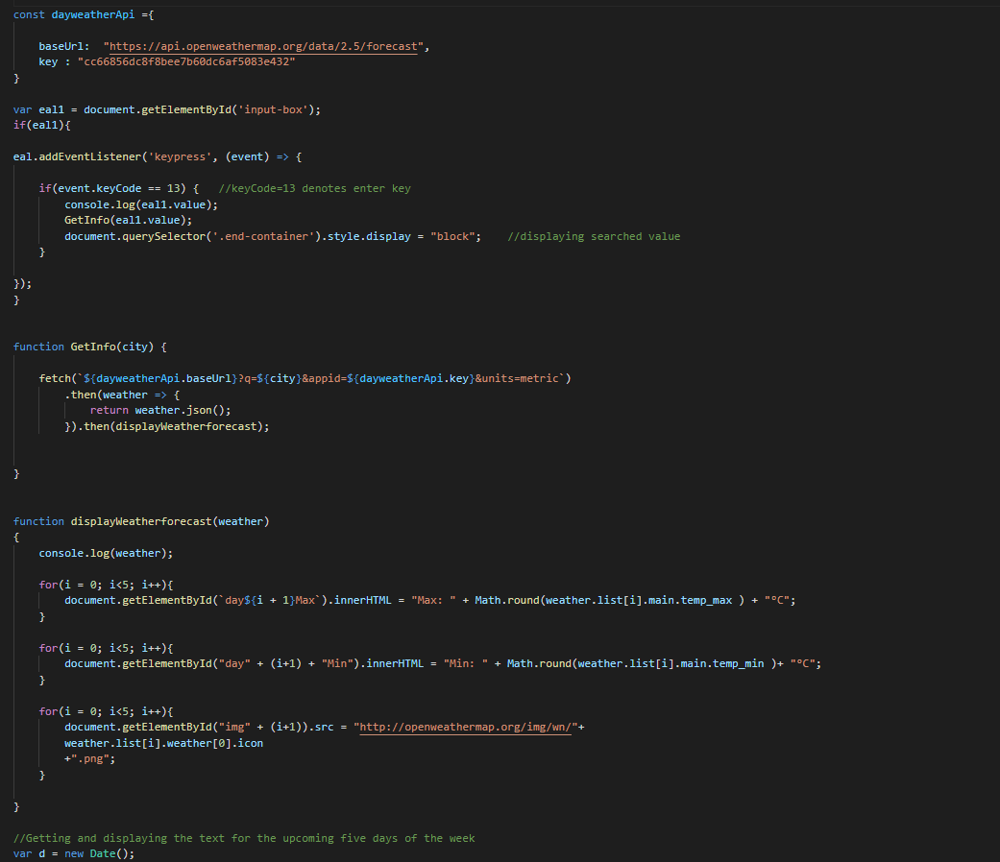 const dayweatherApi ={
baseUrl:  "https://api.openweathermap.org/data/2.5/forecast",
key : "cc66856dc8f8bee7b60dc6af5083e432"
}
var eal1 = document.getElementById('input-box');
if(eal1){
eal.addEventListener('keypress', (event) => {
if(event.keyCode == 13) {   //keyCode=13 denotes enter key
console.log(eal1.value);
GetInfo(eal1.value);
document.querySelector('.end-container').style.display = "block";    //displaying searched value
}
});
}
function GetInfo(city) {
fetch(`${dayweatherApi.baseUrl}?q=${city}&appid=${dayweatherApi.key}&units=metric`)
.then(weather => {
return weather.json();
}).then(displayWeatherforecast);
}
function displayWeatherforecast(weather)
{
console.log(weather);
for(i = 0; i<5; i++){
document.getElementById(`day${i + 1}Max`).innerHTML = "Max: " + Math.round(weather.list[i].main.temp_max ) + "°C";
}
for(i = 0; i<5; i++){
document.getElementById("day" + (i+1) + "Min").innerHTML = "Min: " + Math.round(weather.list[i].main.temp_min )+ "°C";
}
for(i = 0; i<5; i++){
document.getElementById("img" + (i+1)).src = "http://openweathermap.org/img/wn/"+
weather.list[i].weather[0].icon
+".png";
}
}
//Getting and displaying the text for the upcoming five days of the week
var d = new Date();